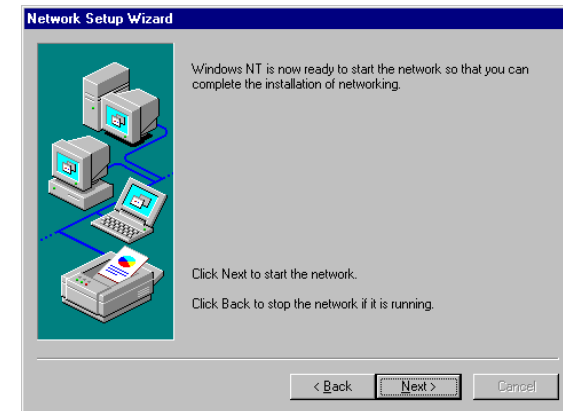 Network Setup Wizard
Windows NT is now ready to start the network so that you can
complete the installation of networking.
Click Next to start the network.
Click Back to stop the network if it is running.
< Back
Next >
Cancel